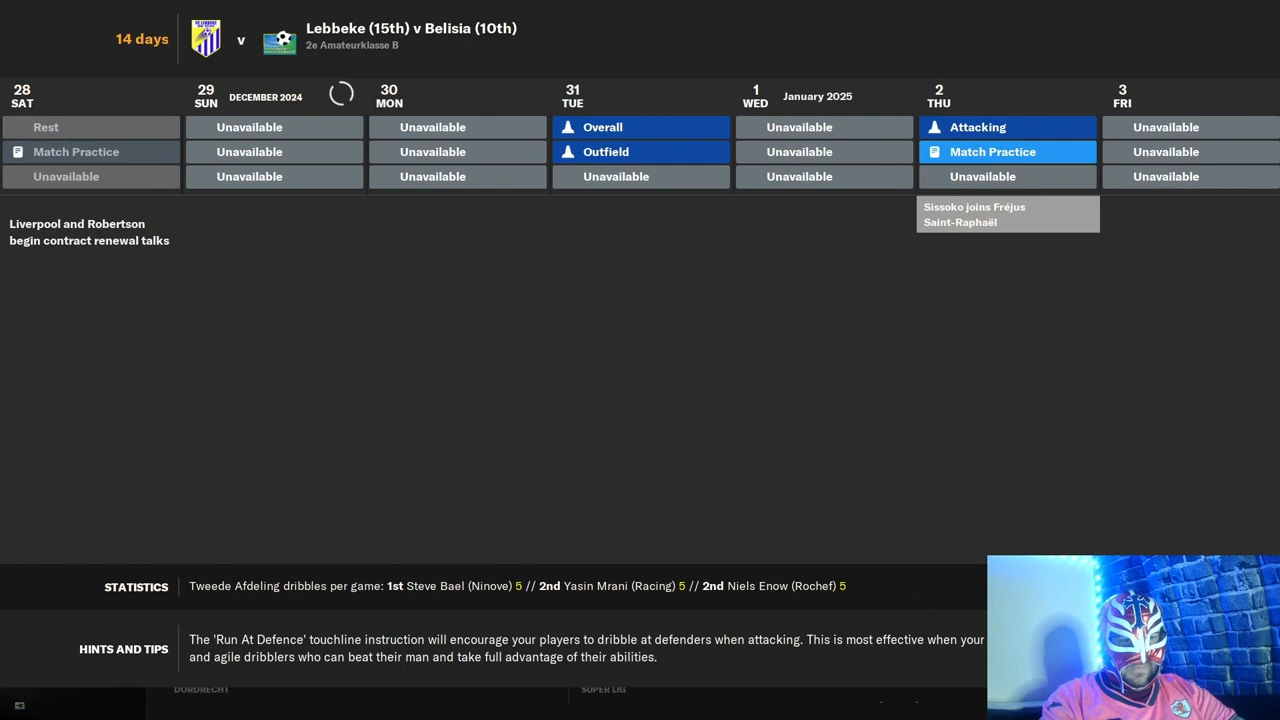 14 days
v
Lebbeke (15th) v Belisia (10th)
2e Amateurklasse B
28
SAT
29
SUN
DECEMBER 2024
30
MON
31
TUE
1
WED
January 2025
2
THU
3
FRI
Rest
Unavailable
Unavailable
Overall
Unavailable
Attacking
Unavailable
Match Practice
Unavailable
Unavailable
Outfield
Unavailable
Match Practice
Unavailable
Unavailable
Unavailable
Unavailable
Unavailable
Unavailable
Unavailable
Unavailable
Liverpool and Robertson
begin contract renewal talks
Sissoko joins Fréjus
Saint-Raphaël
STATISTICS
Tweede Afdeling dribbles per game: 1st Steve Bael (Ninove) 5 // 2nd Yasin Mrani (Racing) 5 // 2nd Niels Enow (Rochef) 5
HINTS AND TIPS
The 'Run At Defence' touchline instruction will encourage your players to dribble at defenders when attacking. This is most effective when your
and agile dribblers who can beat their man and take full advantage of their abilities.
DORDRECHT
SUPER LIG